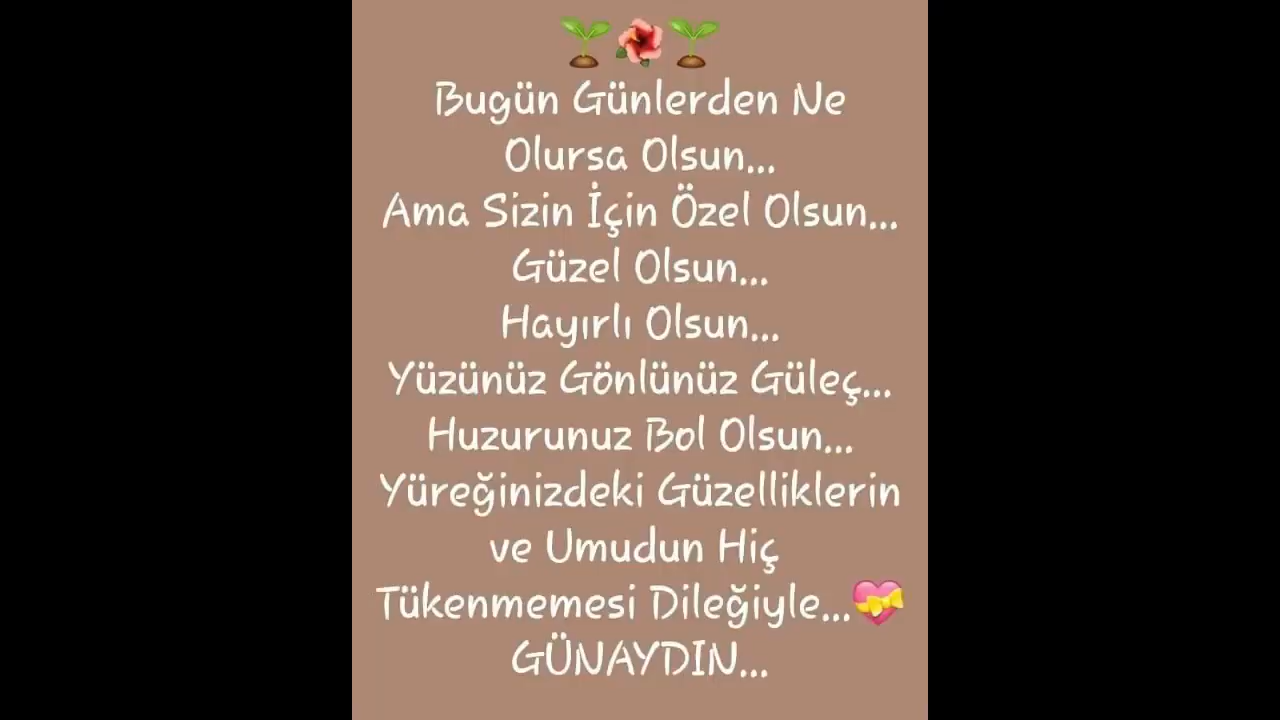 🌱🌺🌱
Bugün Günlerden Ne
Olursa Olsun...
Ama Sizin İçin Özel Olsun...
Güzel Olsun...
Hayırlı Olsun...
Yüzünüz Gönlünüz Güleç...
Huzurunuz Bol Olsun...
Yüreğinizdeki Güzelliklerin
ve Umudun Hiç
Tükenmemesi Dileğiyle...💝
GÜNAYDIN...